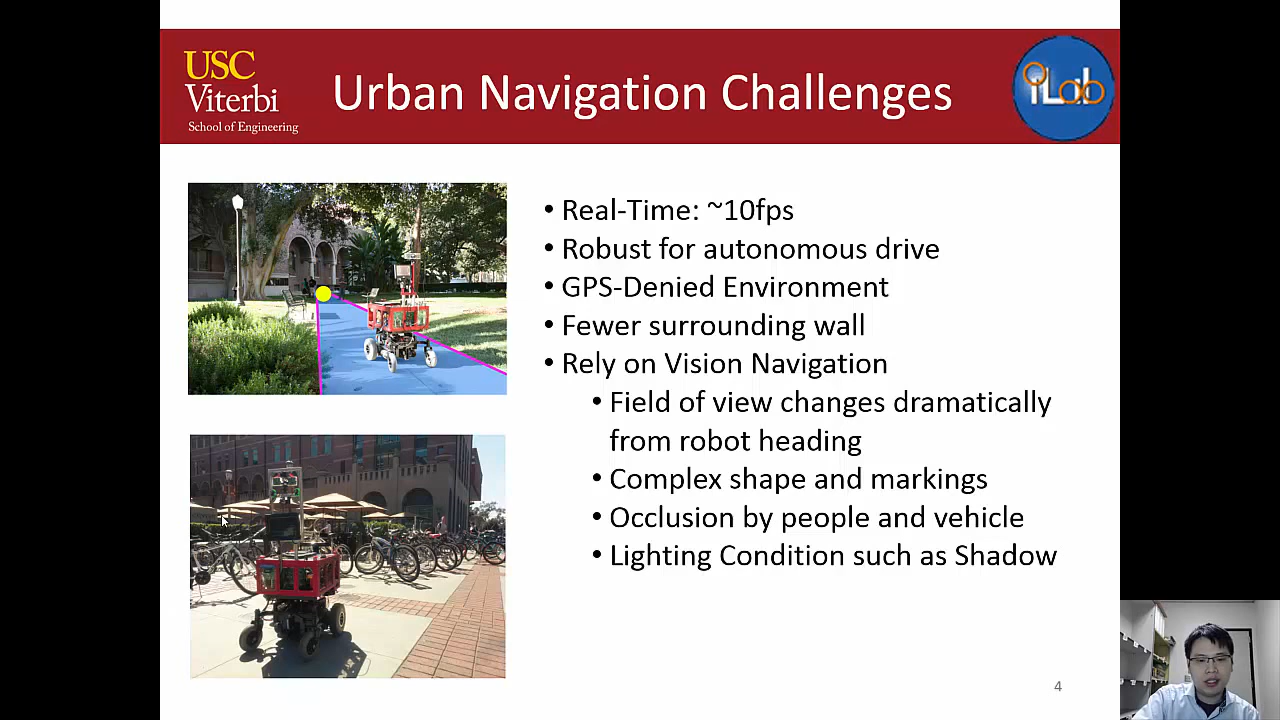 USC
Viterbi
School of Engineering
Urban Navigation Challenges
iLab
• Real-Time: ~10fps
• Robust for autonomous drive
• GPS-Denied Environment
• Fewer surrounding wall
• Rely on Vision Navigation
• Field of view changes dramatically
from robot heading
• Complex shape and markings
• Occlusion by people and vehicle
• Lighting Condition such as Shadow
4